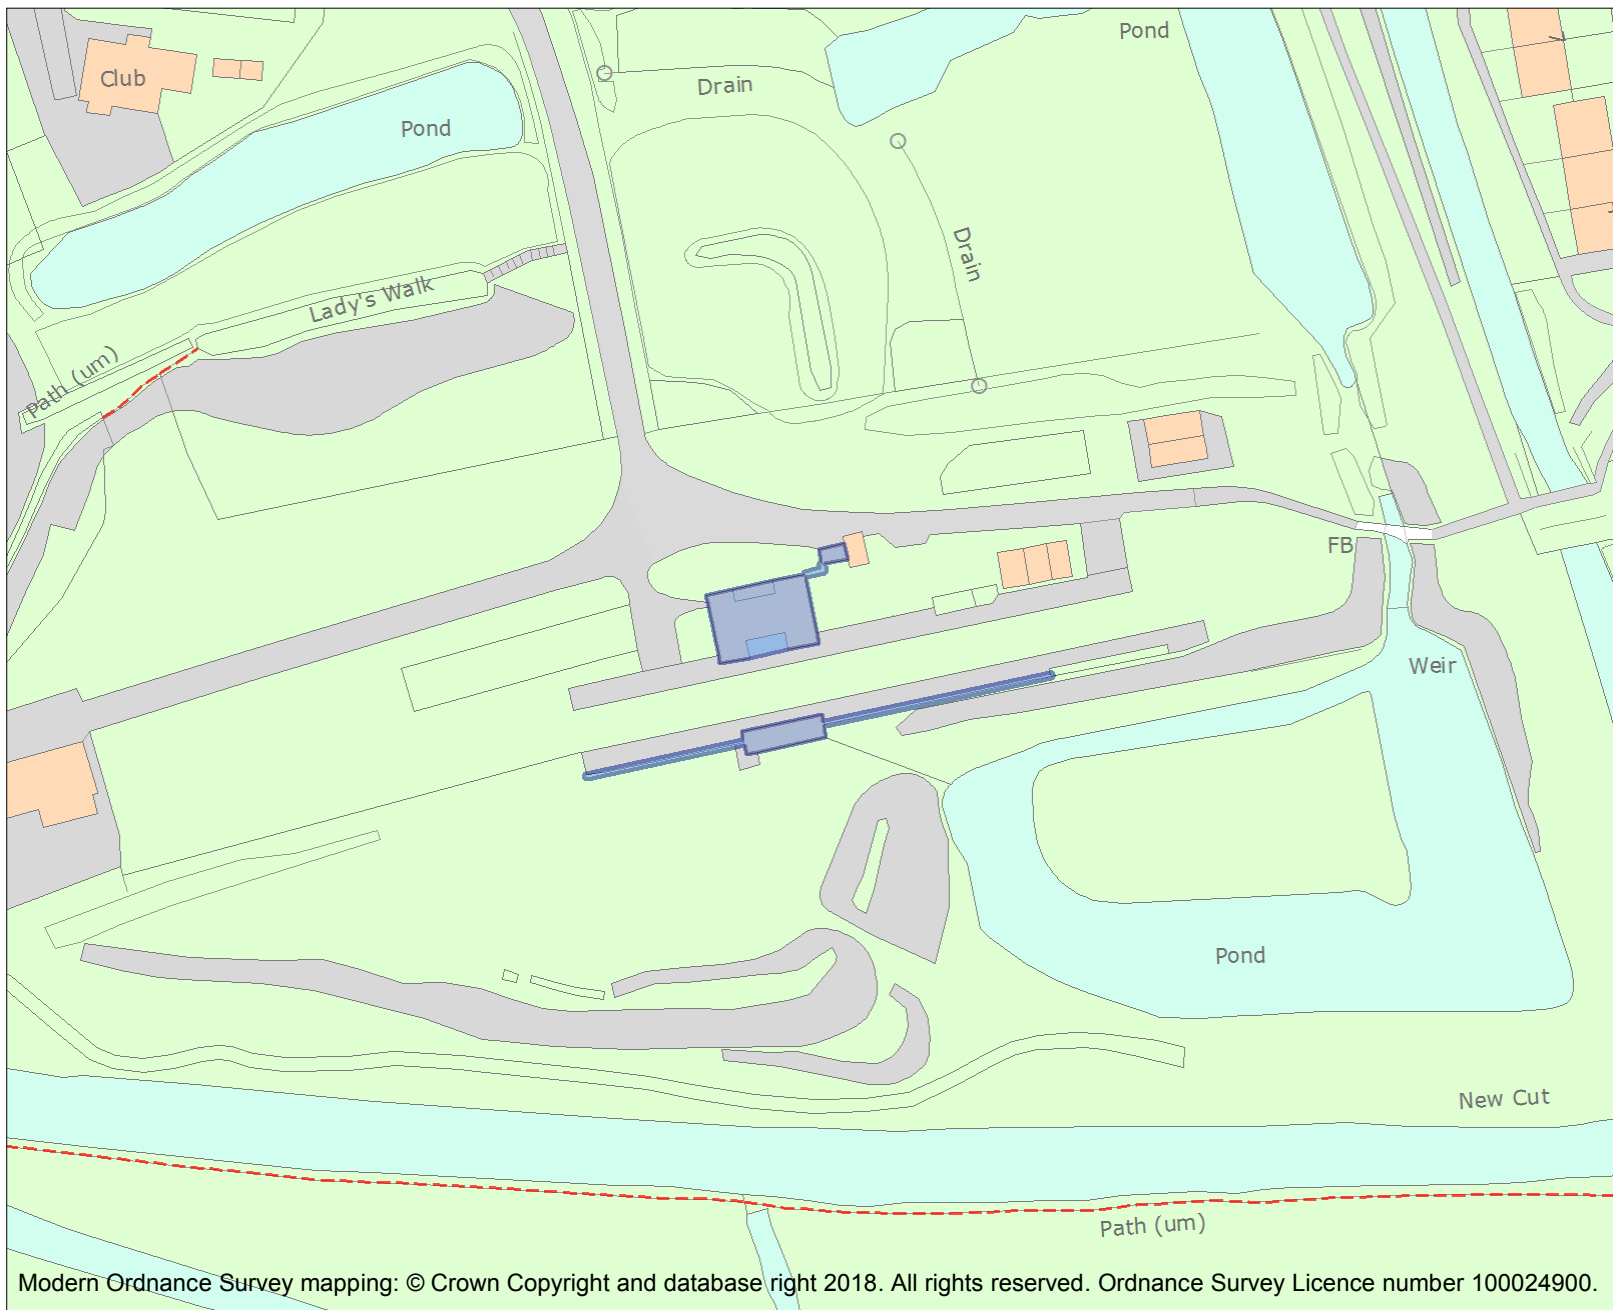 Pond
Club
Drain
Pond
Drain
Lady's Walk
Path (um)
FB
Weir
Pond
New Cut
Path (um)
Modern Ordnance Survey mapping: © Crown Copyright and database right 2018. All rights reserved. Ordnance Survey Licence number 100024900.